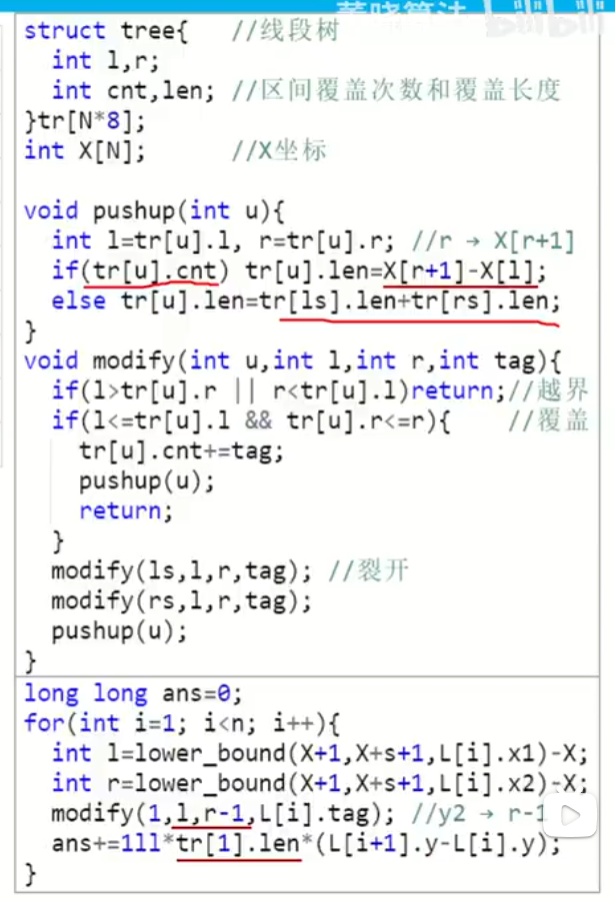 董晓算法 bilibili
struct tree{ //线段树
int l,r;
int cnt,len; //区间覆盖次数和覆盖长度
}tr[N*8];
int X[N]; //X坐标
void pushup(int u){
int l=tr[u].l, r=tr[u].r; //r → X[r+1]
if(tr[u].cnt) tr[u].len=X[r+1]-X[l];
else tr[u].len=tr[ls].len+tr[rs].len;
}
void modify(int u,int l,int r,int tag){
if(l>tr[u].r || r<tr[u].l)return;//越界
if(l<=tr[u].l && tr[u].r<=r){ //覆盖
tr[u].cnt+=tag;
pushup(u);
return;
}
modify(ls,l,r,tag); //裂开
modify(rs,l,r,tag);
pushup(u);
}
long long ans=0;
for(int i=1; i<n; i++){
int l=lower_bound(X+1,X+s+1,L[i].x1)-X;
int r=lower_bound(X+1,X+s+1,L[i].x2)-X;
modify(1,l,r-1,L[i].tag); //y2 → r-1
ans+=1ll*tr[1].len*(L[i+1].y-L[i].y);
}